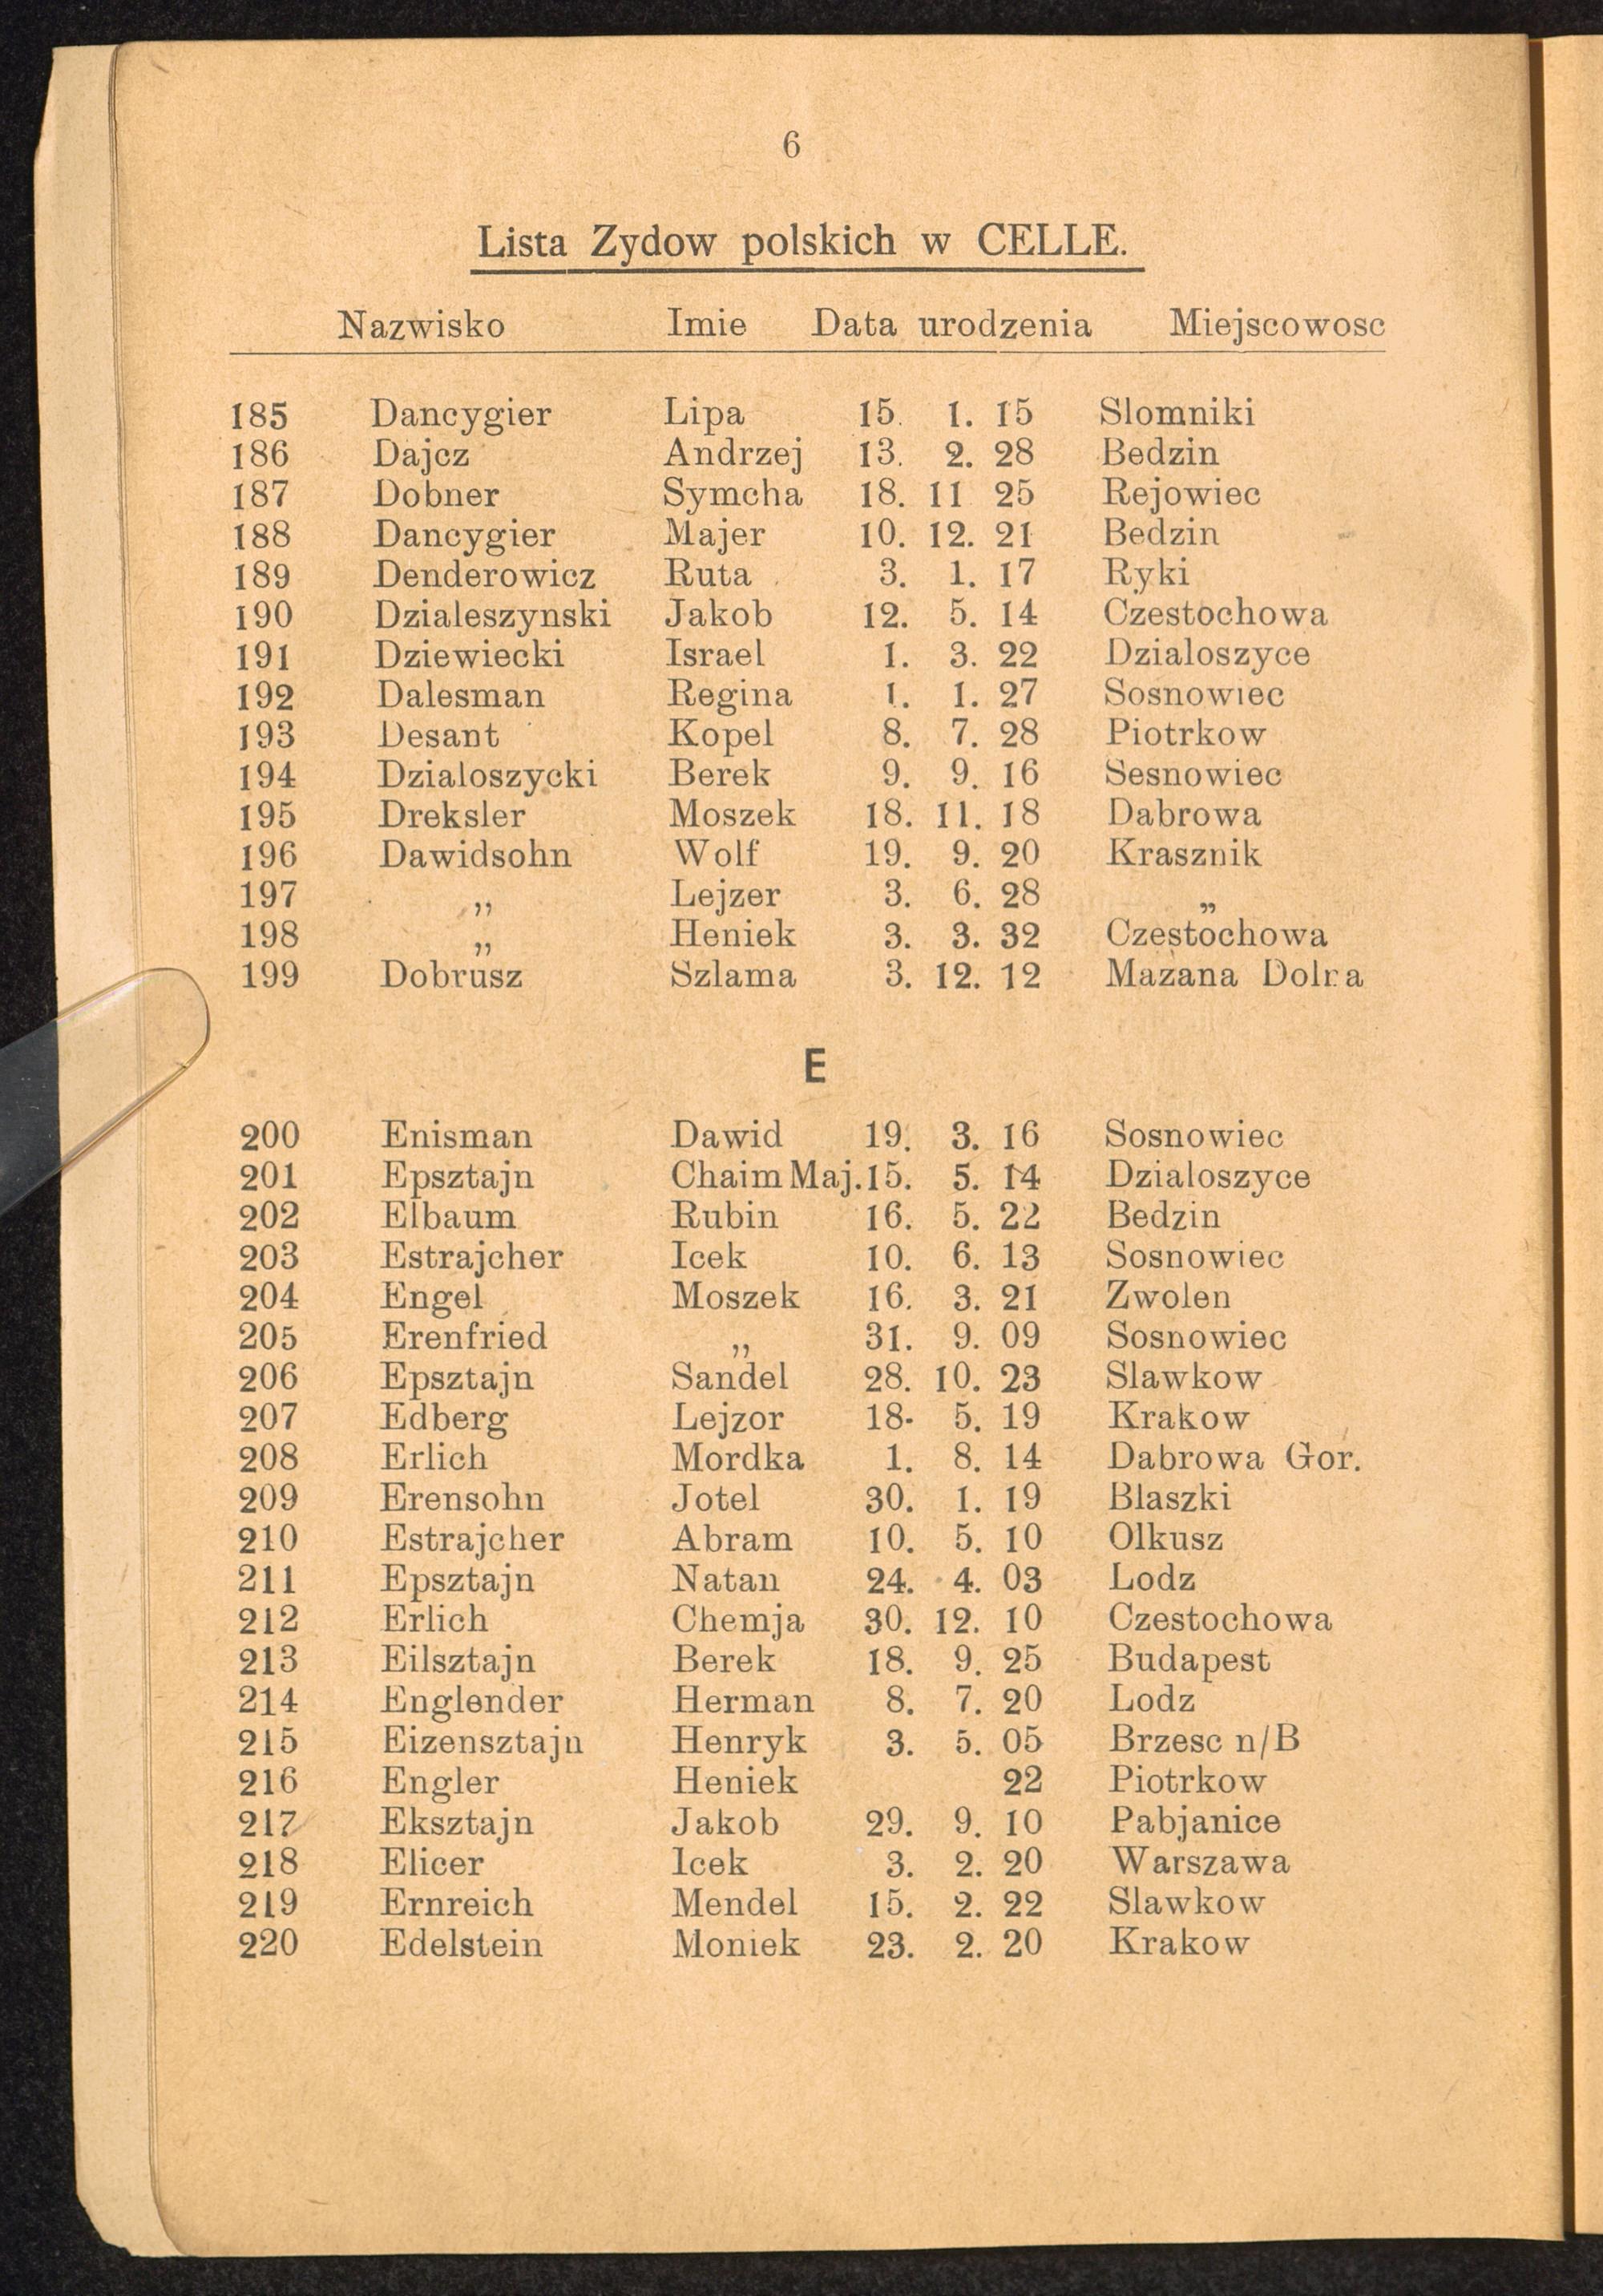 6
Lista Zydow polskich w CELLE.
Nazwisko Imie Data urodzenia Miejscowosc
185 Dancygier Lipa 15. 1. 15 Slomniki
186 Dajcz Andrzej 13. 2. 28 Bedzin
187 Dobner Symcha 18. 11 25 Rejowiec
188 Dancygier Majer 10. 12. 21 Bedzin
189 Denderowicz Ruta 3. 1. 17 Ryki
190 Dzialeszynski Jakob 12. 5. 14 Czestochowa
191 Dziewiecki Israel 1. 3. 22 Dzialoszyce
192 Dalesman Regina 1. 1. 27 Sosnowiec
193 Desant Kopel 8. 7. 28 Piotrkow
194 Dzialoszycki Berek 9. 9. 16 Sesnowiec
195 Dreksler Moszek 18. 11. 18 Dabrowa
196 Dawidsohn Wolf 19. 9. 20 Krasznik
197 „ Lejzer 3. 6. 28 „
198 „ Heniek 3. 3. 32 Czestochowa
199 Dobrusz Szlama 3. 12. 12 Mazana Dolna
E
200 Enisman Dawid 19. 3. 16 Sosnowiec
201 Epsztajn Chaim Maj. 15. 5. 14 Dzialoszyce
202 Elbaum Rubin 16. 5. 22 Bedzin
203 Estrajcher Icek 10. 6. 13 Sosnowiec
204 Engel Moszek 16. 3. 21 Zwolen
205 Erenfried „ 31. 9. 09 Sosnowiec
206 Epsztajn Sandel 28. 10. 23 Slawkow
207 Edberg Lejzor 18- 5. 19 Krakow
208 Erlich Mordka 1. 8. 14 Dabrowa Gor.
209 Erensohn Jotel 30. 1. 19 Blaszki
210 Estrajcher Abram 10. 5. 10 Olkusz
211 Epsztajn Natan 24. 4. 03 Lodz
212 Erlich Chemja 30. 12. 10 Czestochowa
213 Eilsztajn Berek 18. 9. 25 Budapest
214 Englender Herman 8. 7. 20 Lodz
215 Eizensztajn Henryk 3. 5. 05 Brzesc n/B
216 Engler Heniek 22 Piotrkow
217 Eksztajn Jakob 29. 9. 10 Pabjanice
218 Elicer Icek 3. 2. 20 Warszawa
219 Ernreich Mendel 15. 2. 22 Slawkow
220 Edelstein Moniek 23. 2. 20 Krakow